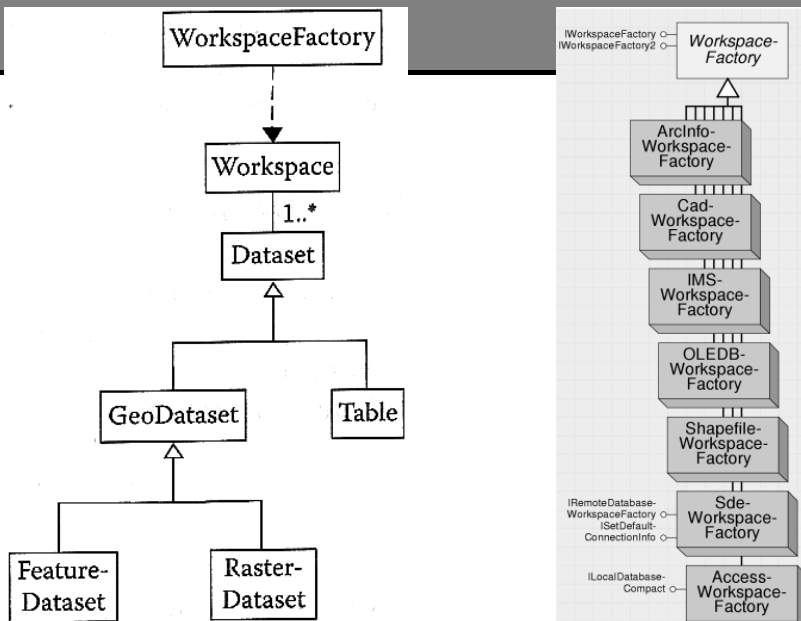 WorkspaceFactory
Workspace
1..*
Dataset
GeoDataset
Table
Feature-
Dataset
Raster-
Dataset
IWorkspaceFactory
IWorkspaceFactory2
Workspace-
Factory
ArcInfo-
Workspace-
Factory
Cad-
Workspace-
Factory
IMS-
Workspace-
Factory
OLEDB-
Workspace-
Factory
Shapefile-
Workspace-
Factory
IRemoteDatabase-
WorkspaceFactory
ISetDefault-
ConnectionInfo
Sde-
Workspace-
Factory
ILocalDatabase-
Compact
Access-
Workspace-
Factory